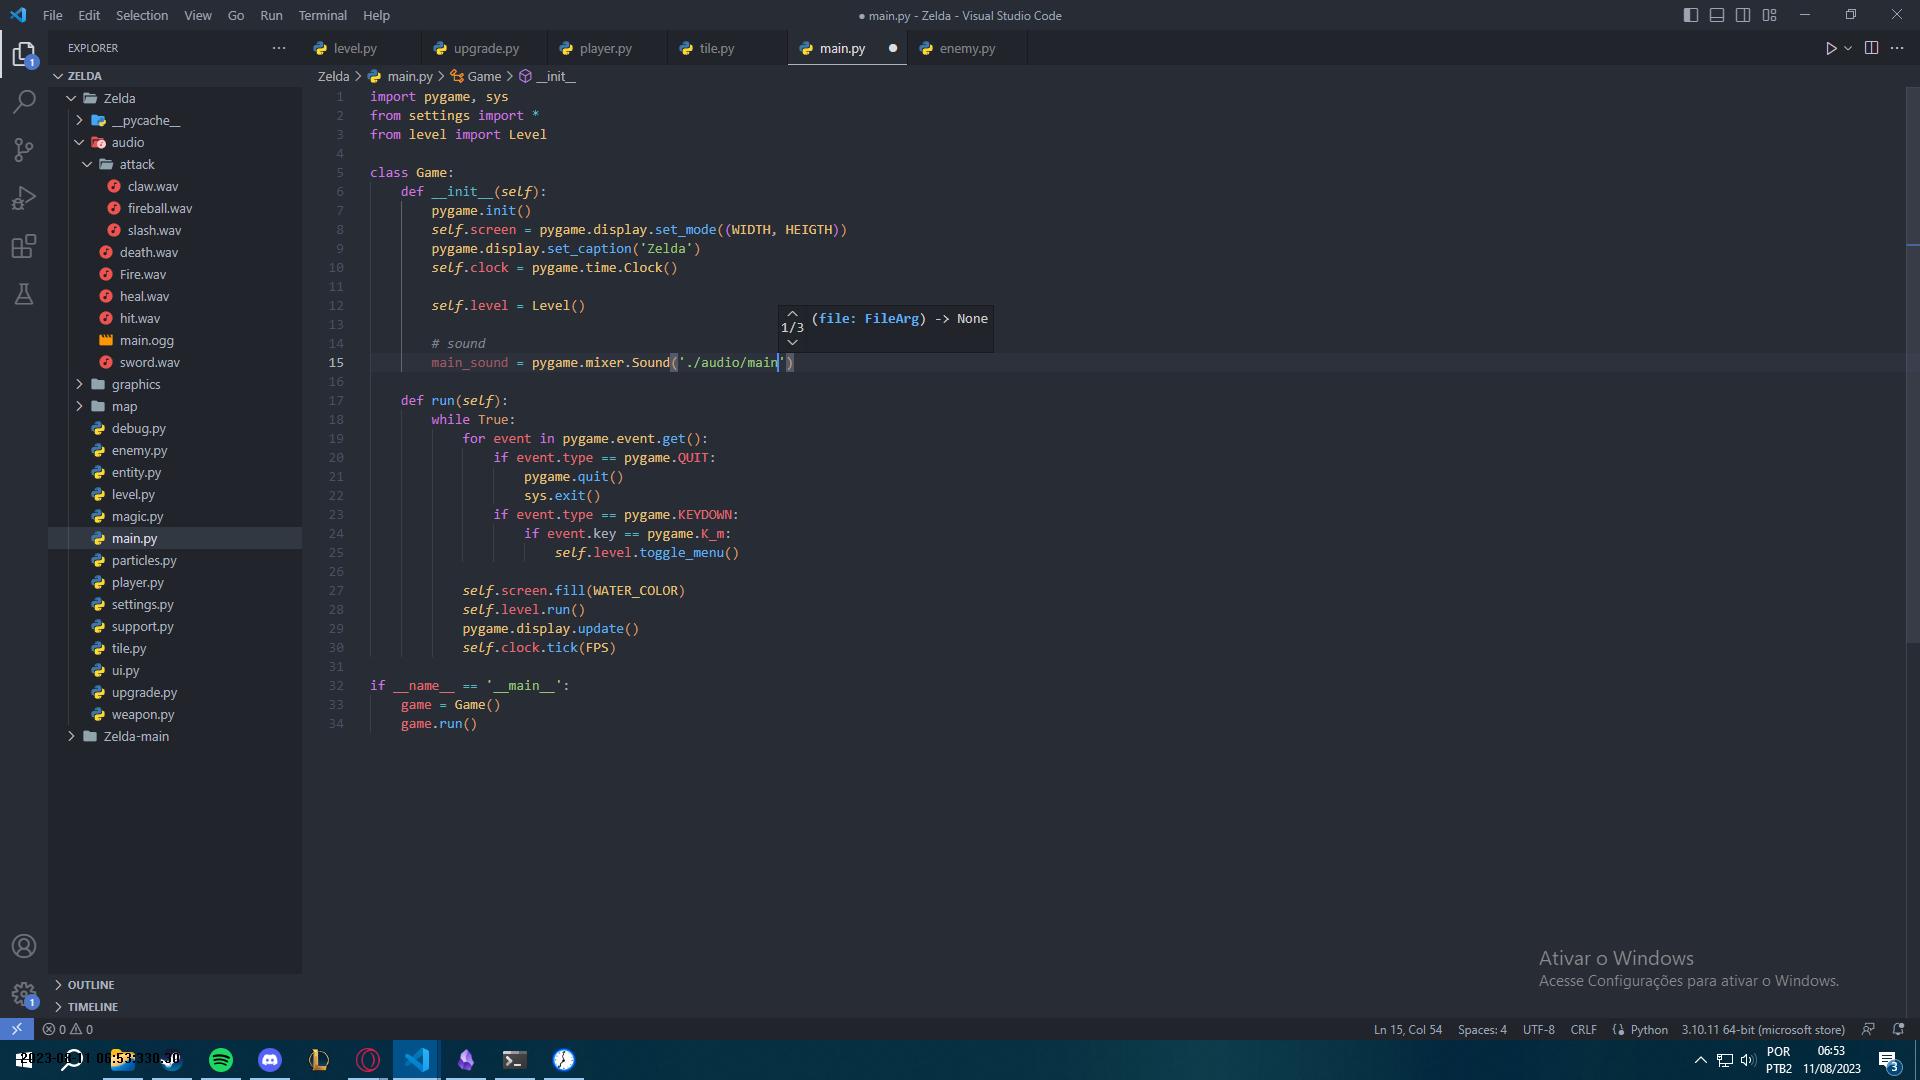 File Edit Selection View Go Run Terminal Help
● main.py - Zelda - Visual Studio Code
EXPLORER
level.py
upgrade.py
player.py
tile.py
main.py
enemy.py
ZELDA
Zelda > main.py > Game > __init__
Zelda
__pycache__
audio
attack
claw.wav
fireball.wav
slash.wav
death.wav
Fire.wav
heal.wav
hit.wav
main.ogg
sword.wav
graphics
map
debug.py
enemy.py
entity.py
level.py
magic.py
main.py
particles.py
player.py
settings.py
support.py
tile.py
ui.py
upgrade.py
weapon.py
Zelda-main
OUTLINE
TIMELINE
1 import pygame, sys
2 from settings import *
3 from level import Level
4
5 class Game:
6 def __init__(self):
7 pygame.init()
8 self.screen = pygame.display.set_mode((WIDTH, HEIGTH))
9 pygame.display.set_caption('Zelda')
10 self.clock = pygame.time.Clock()
11
12 self.level = Level()
13
14 # sound
15 main_sound = pygame.mixer.Sound('./audio/main')
16
17 def run(self):
18 while True:
19 for event in pygame.event.get():
20 if event.type == pygame.QUIT:
21 pygame.quit()
22 sys.exit()
23 if event.type == pygame.KEYDOWN:
24 if event.key == pygame.K_m:
25 self.level.toggle_menu()
26
27 self.screen.fill(WATER_COLOR)
28 self.level.run()
29 pygame.display.update()
30 self.clock.tick(FPS)
31
32 if __name__ == '__main__':
33 game = Game()
34 game.run()
1/3 (file: FileArg) -> None
Ativar o Windows
Acesse Configurações para ativar o Windows.
1
1
0 0
Ln 15, Col 54 Spaces: 4 UTF-8 CRLF Python 3.10.11 64-bit (microsoft store)
POR
PTB2
06:53
11/08/2023
3